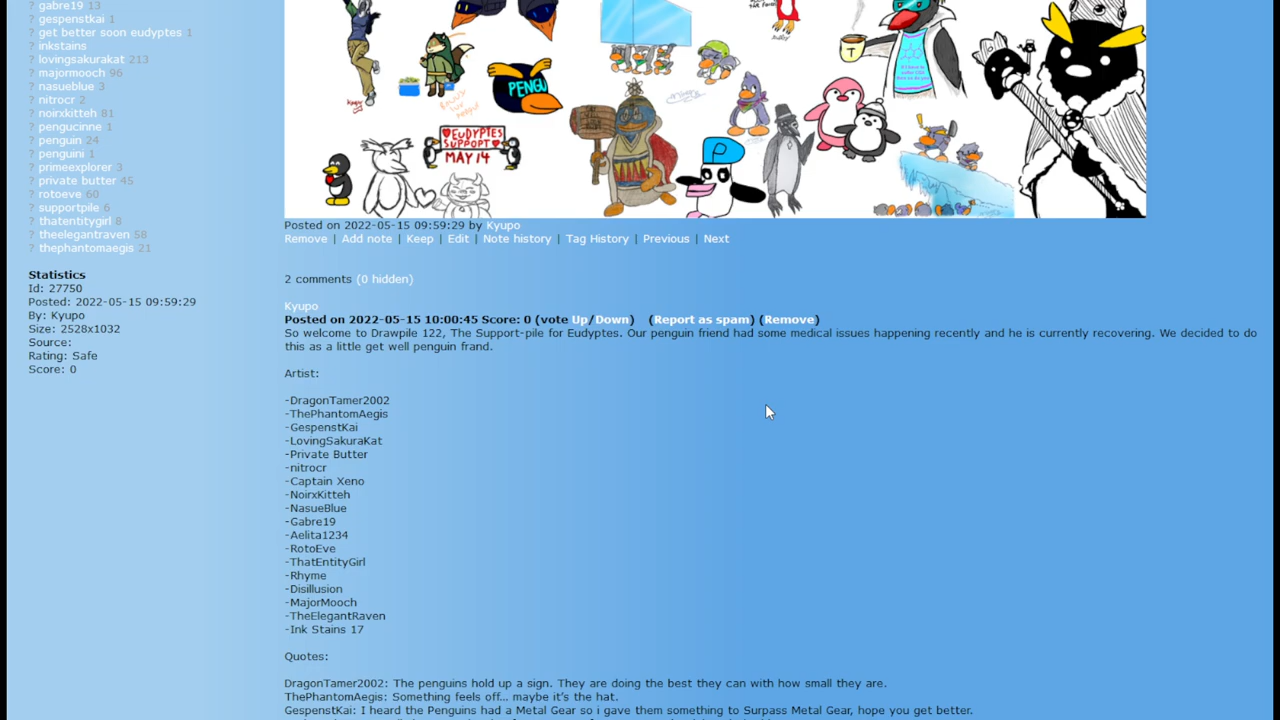 ? gabre19 13
? gespenstkai 1
? get better soon eudyptes 1
? inkstains
? lovingsakurakat 213
? majormooch 96
? nasueblue 3
? nitrocr 2
? noirxkitteh 81
? pengucinne 1
? penguin 24
? penguini 1
? primeexplorer 3
? private butter 45
? rotoeve 60
? supportpile 6
? thatentitygirl 8
? theelegantraven 58
? thephantomaegis 21
Statistics
Id: 27750
Posted: 2022-05-15 09:59:29
By: Kyupo
Size: 2528x1032
Source:
Rating: Safe
Score: 0
PENGU
EUDYPTES
SUPPORT
MAY 14
T
P
Posted on 2022-05-15 09:59:29 by Kyupo
Remove | Add note | Keep | Edit | Note history | Tag History | Previous | Next
2 comments (0 hidden)
Kyupo
Posted on 2022-05-15 10:00:45 Score: 0 (vote Up/Down) (Report as spam) (Remove)
So welcome to Drawpile 122, The Support-pile for Eudyptes. Our penguin friend had some medical issues happening recently and he is currently recovering. We decided to do
this as a little get well penguin frand.
Artist:
-DragonTamer2002
-ThePhantomAegis
-GespenstKai
-LovingSakuraKat
-Private Butter
-nitrocr
-Captain Xeno
-NoirxKitteh
-NasueBlue
-Gabre19
-Aelita1234
-RotoEve
-ThatEntityGirl
-Rhyme
-Disillusion
-MajorMooch
-TheElegantRaven
-Ink Stains 17
Quotes:
DragonTamer2002: The penguins hold up a sign. They are doing the best they can with how small they are.
ThePhantomAegis: Something feels off... maybe it's the hat.
GespenstKai: I heard the Penguins had a Metal Gear so i gave them something to Surpass Metal Gear, hope you get better.